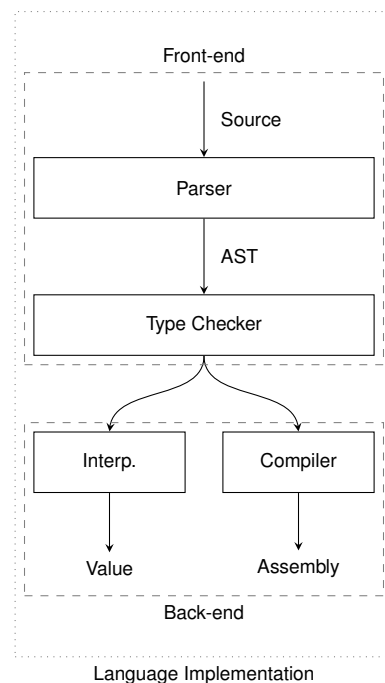 Front-end
Source
Parser
AST
Type Checker
Interp.
Compiler
Value
Assembly
Back-end
Language Implementation